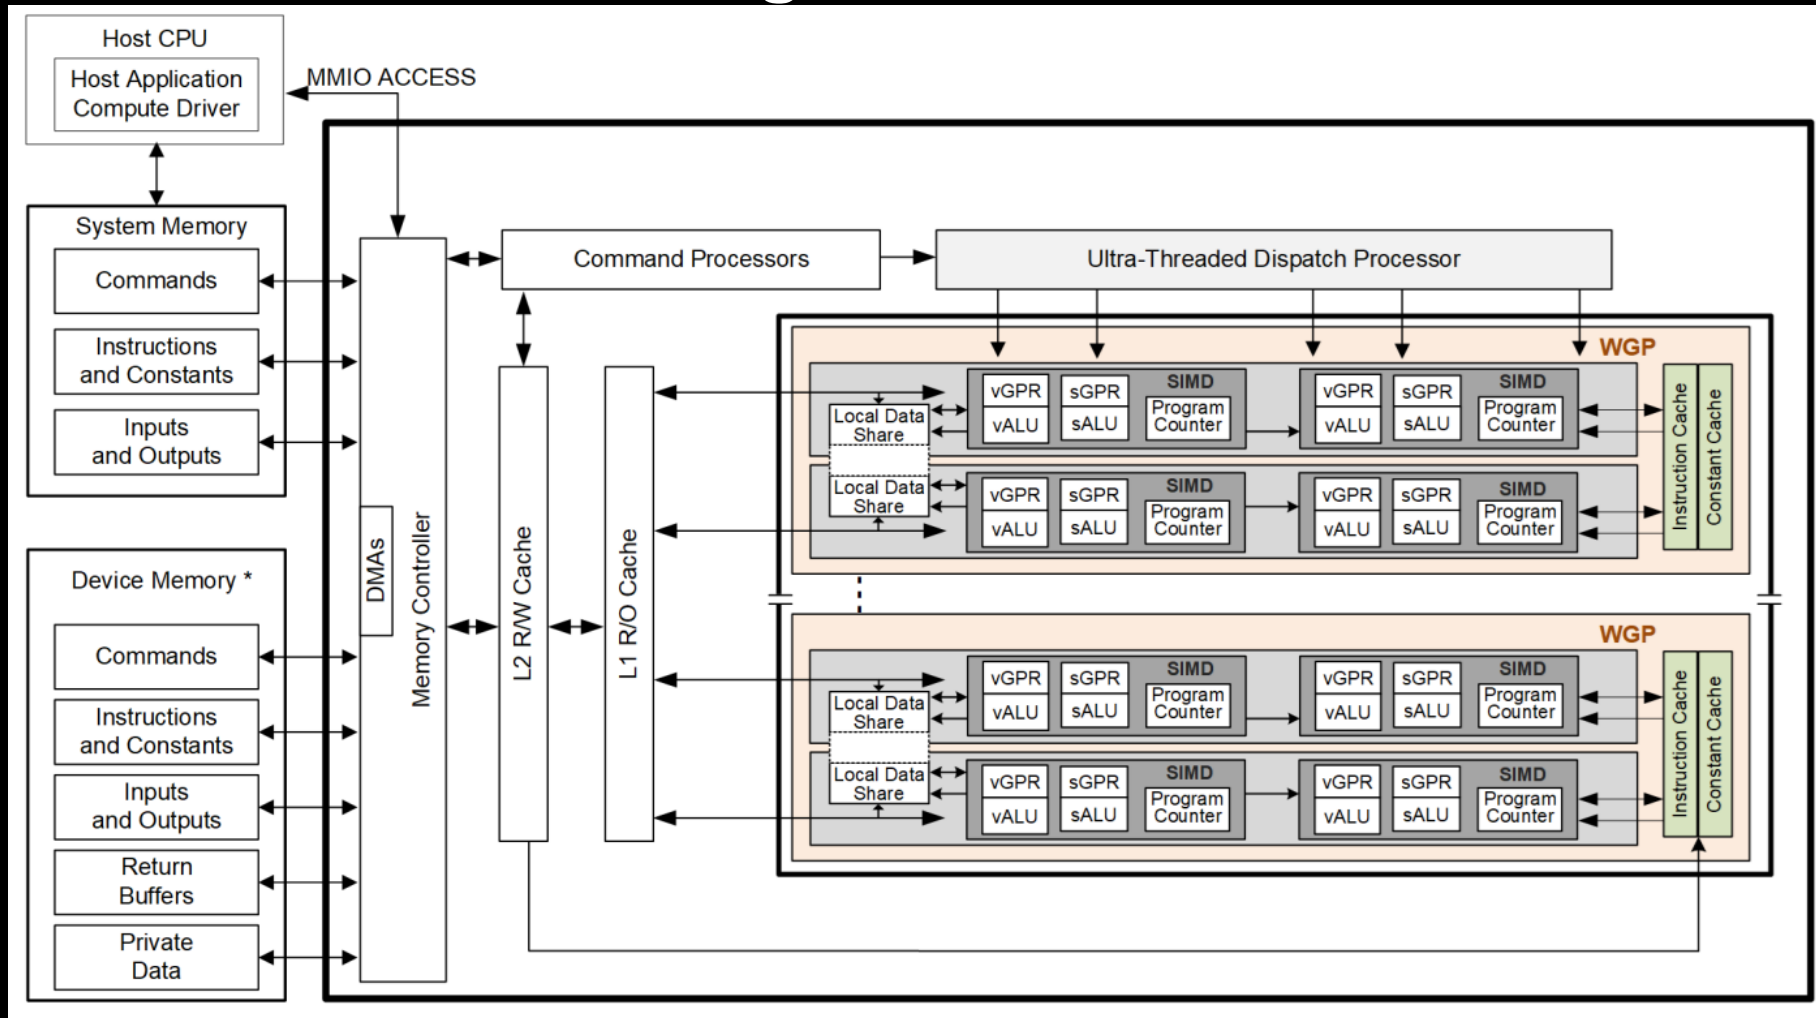 Host CPU
Host Application
Compute Driver
MMIO ACCESS
System Memory
Commands
Instructions
and Constants
Inputs
and Outputs
Device Memory *
Commands
Instructions
and Constants
Inputs
and Outputs
Return
Buffers
Private
Data
DMAs
Memory Controller
Command Processors
Ultra-Threaded Dispatch Processor
L2 R/W Cache
L1 R/O Cache
WGP
Local Data
Share
vGPR
vALU
sGPR
sALU
SIMD
Program
Counter
vGPR
vALU
sGPR
sALU
SIMD
Program
Counter
Local Data
Share
vGPR
vALU
sGPR
sALU
SIMD
Program
Counter
vGPR
vALU
sGPR
sALU
SIMD
Program
Counter
Instruction Cache
Constant Cache
WGP
Local Data
Share
vGPR
vALU
sGPR
sALU
SIMD
Program
Counter
vGPR
vALU
sGPR
sALU
SIMD
Program
Counter
Local Data
Share
vGPR
vALU
sGPR
sALU
SIMD
Program
Counter
vGPR
vALU
sGPR
sALU
SIMD
Program
Counter
Instruction Cache
Constant Cache